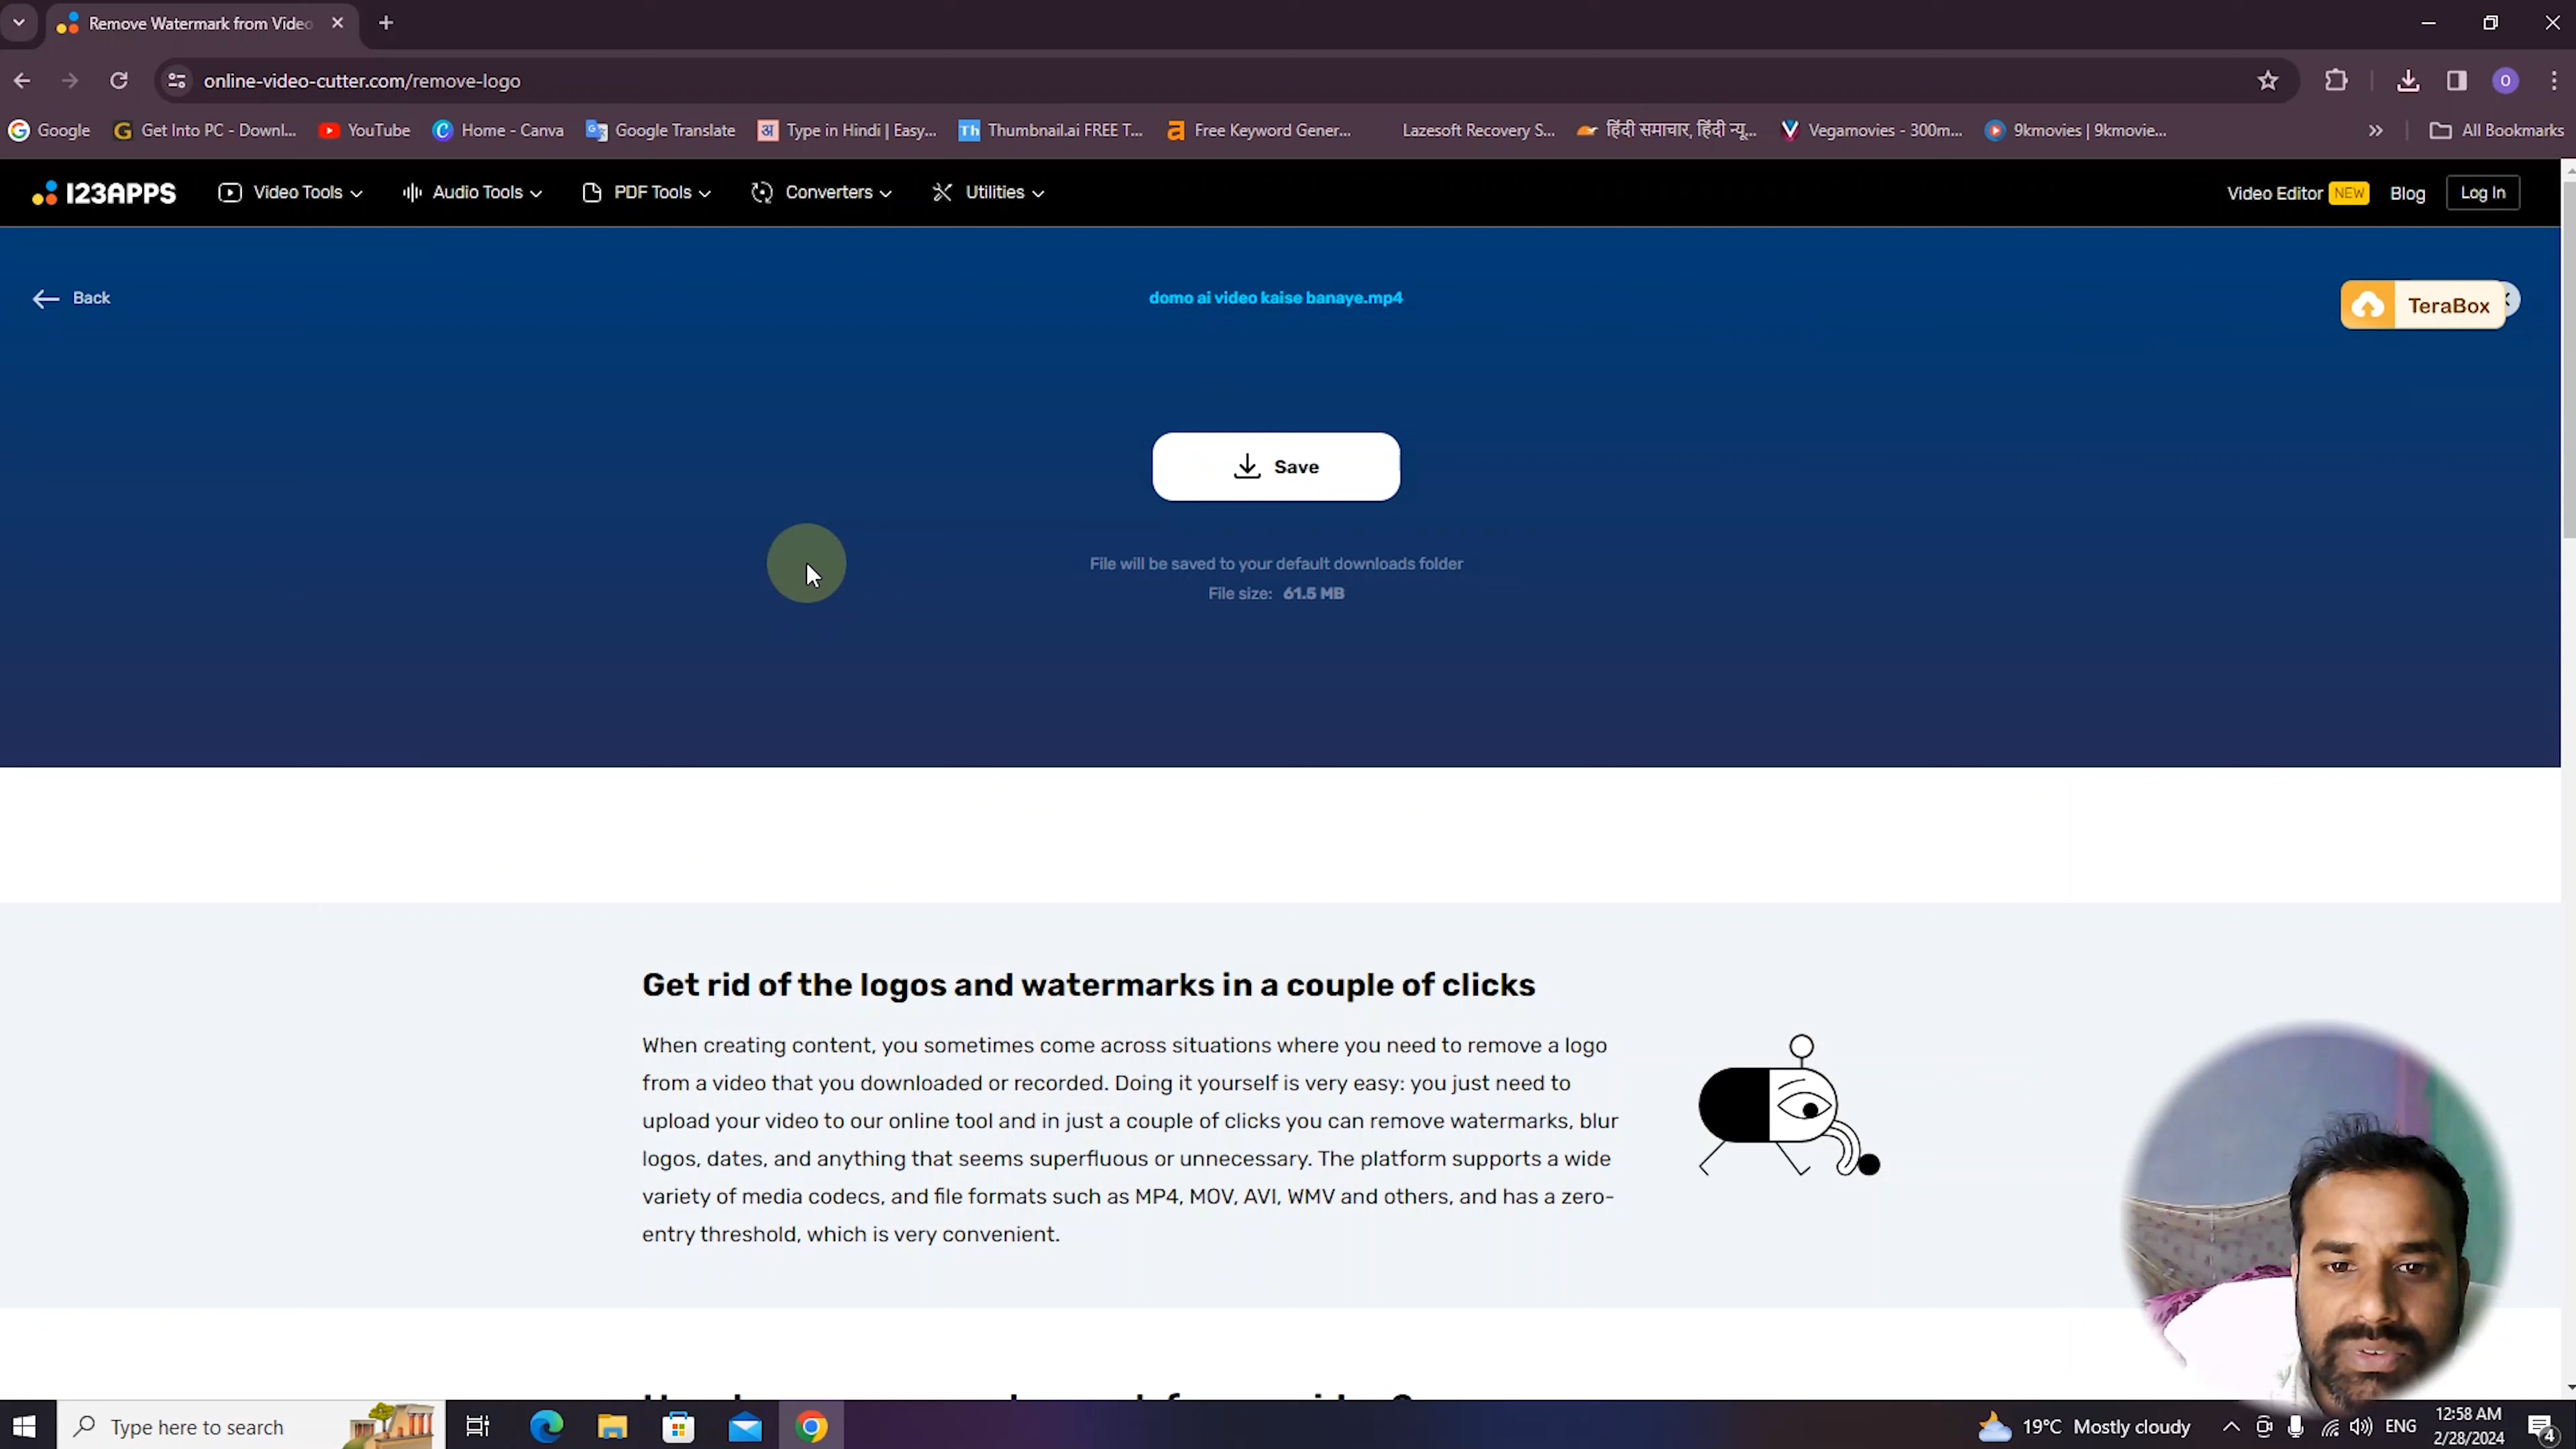 Remove Watermark from Video
online-video-cutter.com/remove-logo
Google
Get Into PC - Downl...
YouTube
Home - Canva
Google Translate
अ
Type in Hindi | Easy...
Th
Thumbnail.ai FREE T...
Free Keyword Gener...
Lazesoft Recovery S...
हिंदी समाचार, हिंदी न्यू...
Vegamovies - 300m...
9kmovies | 9kmovie...
All Bookmarks
123APPS
Video Tools
Audio Tools
PDF Tools
Converters
Utilities
Video Editor NEW
Blog
Log In
Back
domo ai video kaise banaye.mp4
TeraBox
Save
File will be saved to your default downloads folder
File size: 61.5 MB
Get rid of the logos and watermarks in a couple of clicks
When creating content, you sometimes come across situations where you need to remove a logo
from a video that you downloaded or recorded. Doing it yourself is very easy: you just need to
upload your video to our online tool and in just a couple of clicks you can remove watermarks, blur
logos, dates, and anything that seems superfluous or unnecessary. The platform supports a wide
variety of media codecs, and file formats such as MP4, MOV, AVI, WMV and others, and has a zero-
entry threshold, which is very convenient.
Type here to search
19°C Mostly cloudy
ENG
12:58 AM
2/28/2024
4